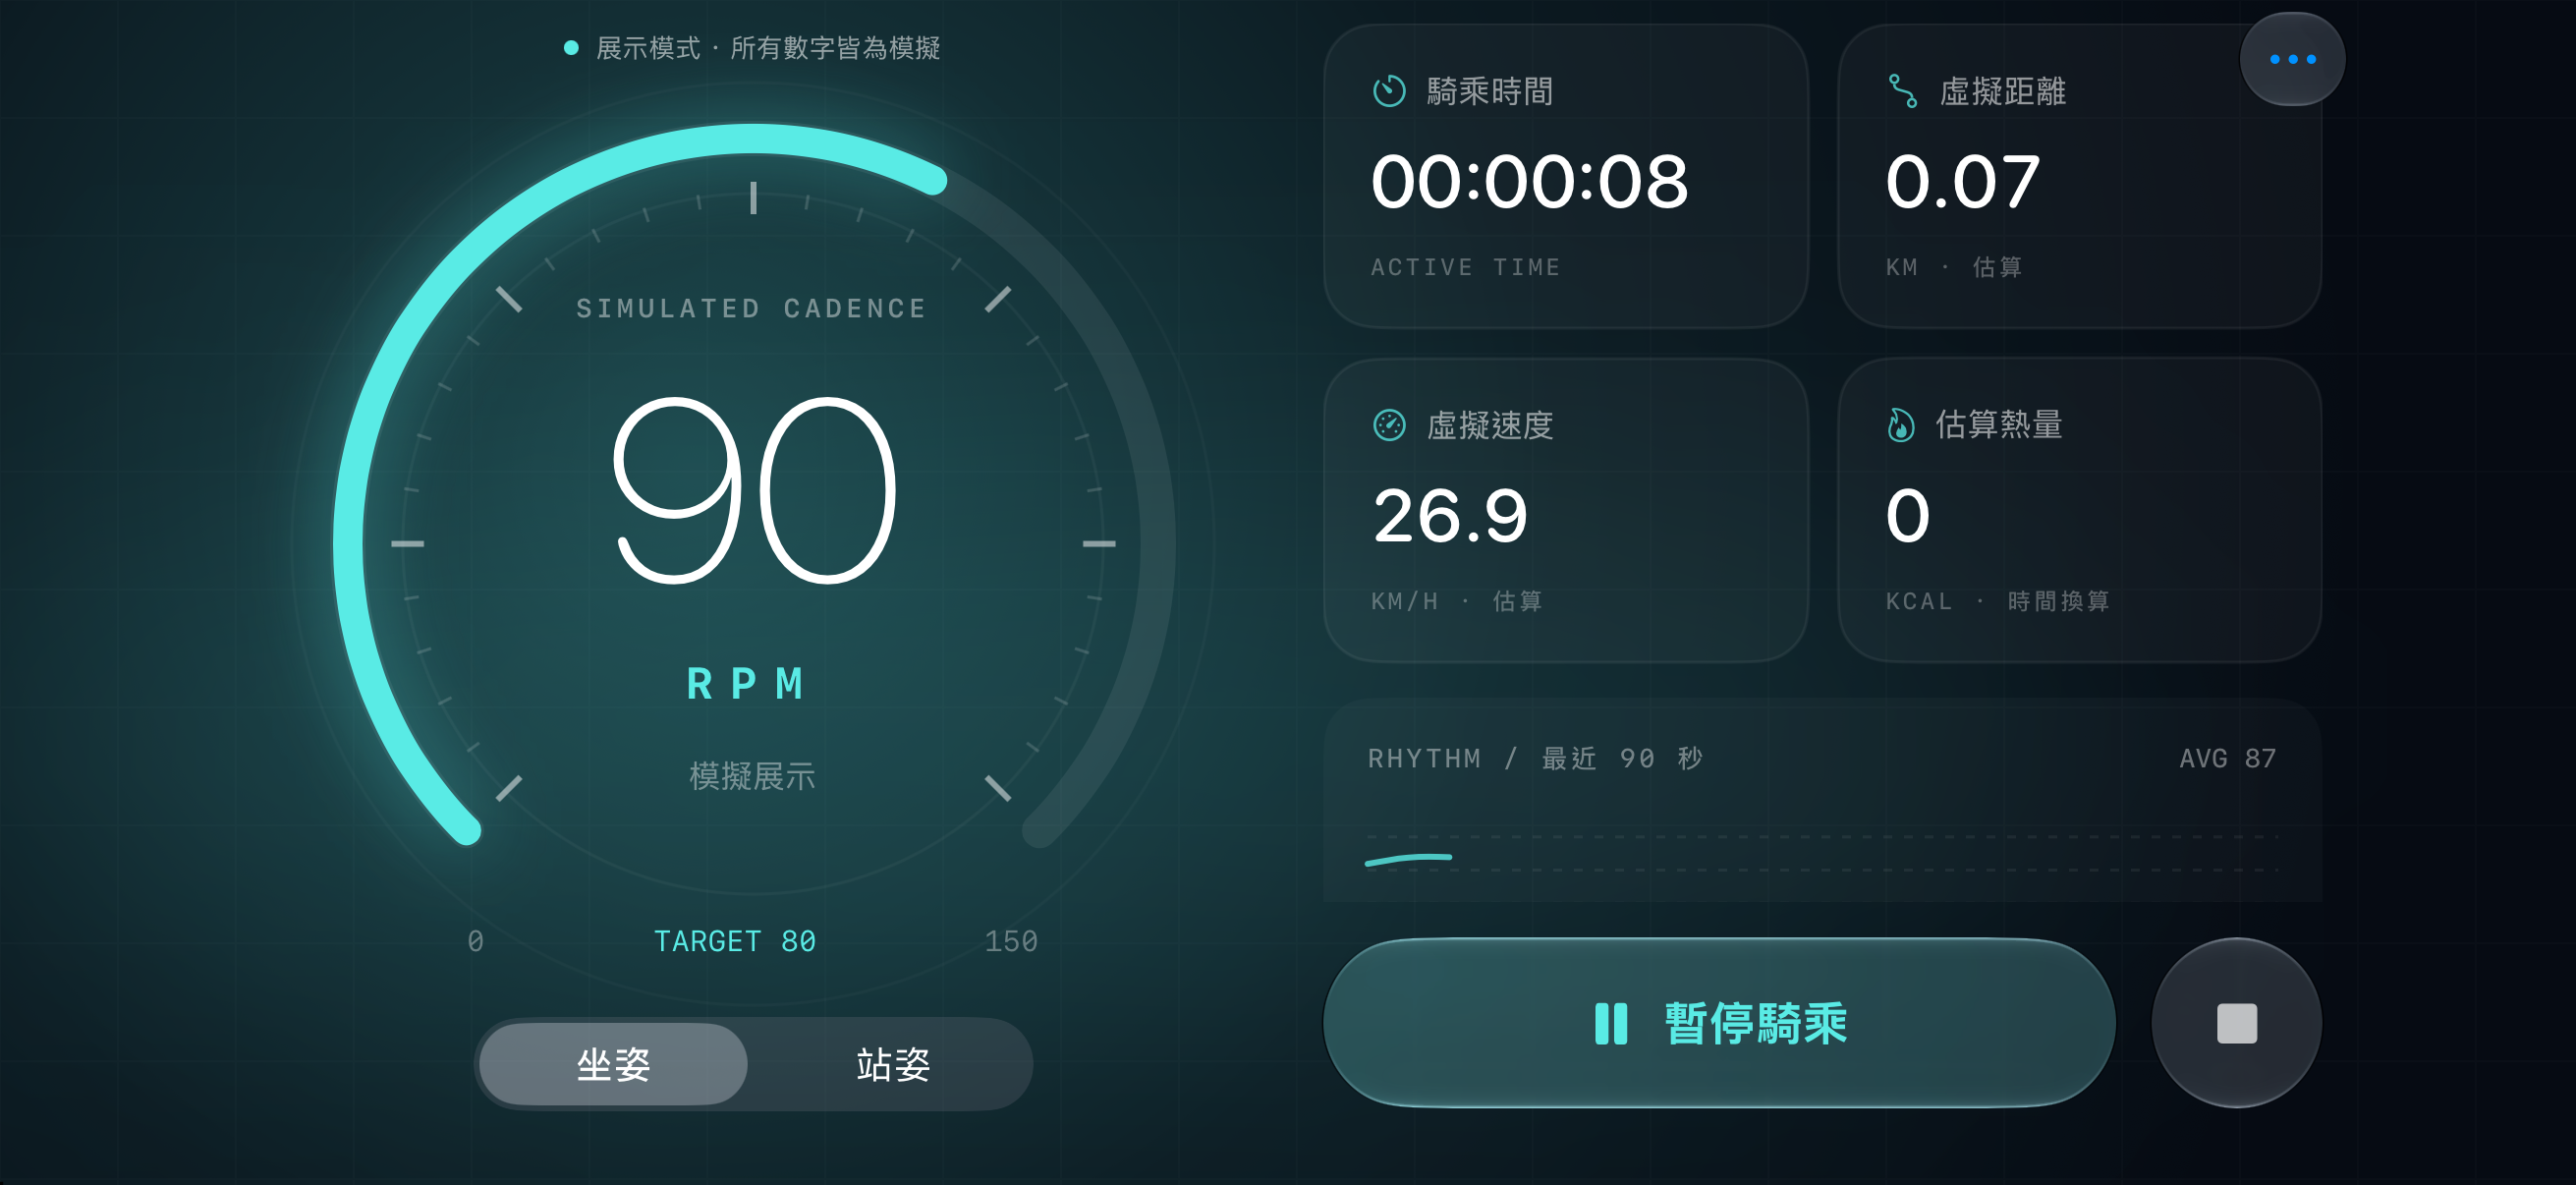 展示模式 · 所有數字皆為模擬
SIMULATED CADENCE
90
RPM
模擬展示
0
TARGET 80
150
坐姿
站姿
騎乘時間
00:00:08
ACTIVE TIME
虛擬距離
0.07
KM · 估算
虛擬速度
26.9
KM/H · 估算
估算熱量
0
KCAL · 時間換算
RHYTHM / 最近 90 秒
AVG 87
暫停騎乘